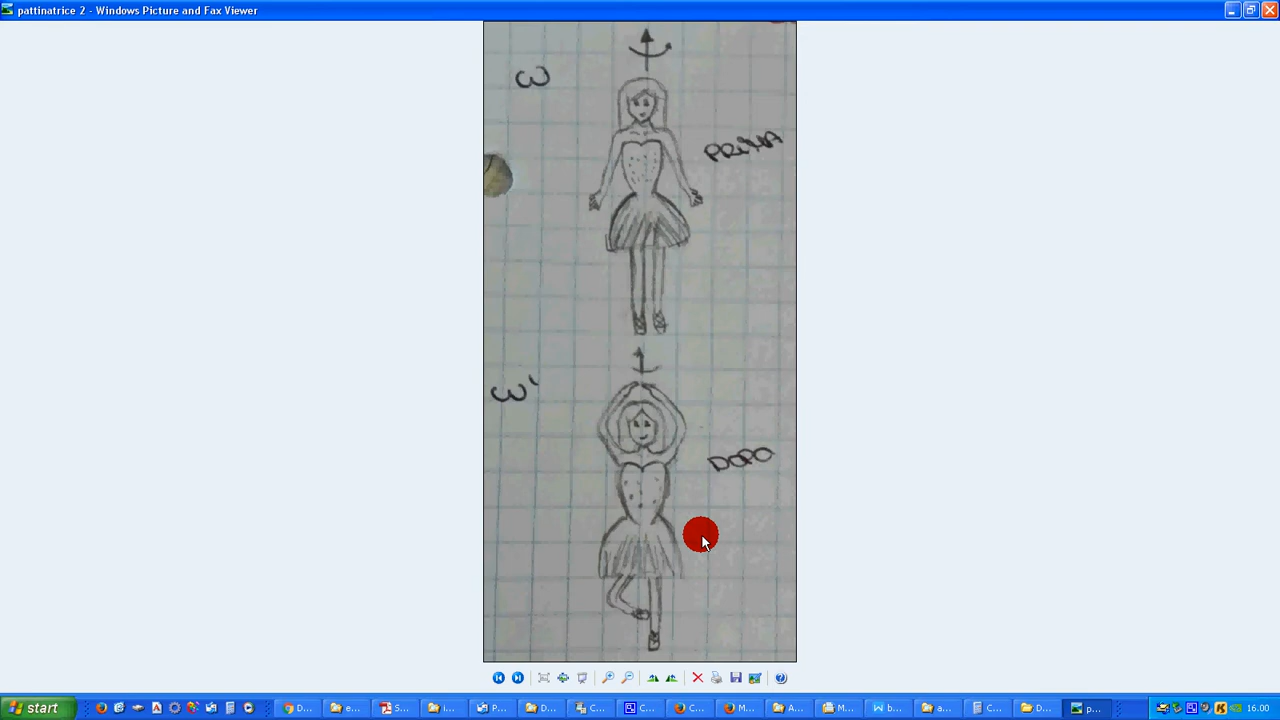 pattinatrice 2 - Windows Picture and Fax Viewer
ω
PRIMA
ω'
DOPO
start
D...
e...
S...
i...
P...
D...
C...
C...
C...
M...
A...
M...
b...
a...
C...
D...
p...
16.00